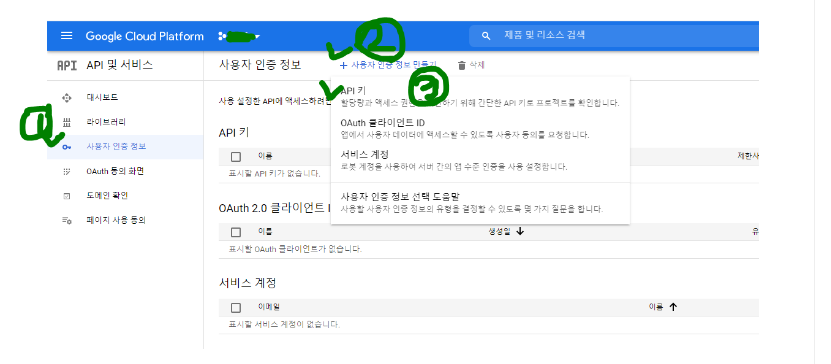 Google Cloud Platform
제품 및 리소스 검색
2
API API 및 서비스
사용자 인증 정보
+ 사용자 인증 정보 만들기
삭제
3
대시보드
라이브러리
사용자 인증 정보
OAuth 동의 화면
도메인 확인
페이지 사용 동의
사용 설정한 API에 액세스하려면
API 키
할당량과 액세스 위해 간단한 API 키로 프로젝트를 확인합니다.
OAuth 클라이언트 ID
앱에서 사용자 데이터에 액세스할 수 있도록 사용자 동의를 요청합니다.
서비스 계정
로봇 계정을 사용하여 서버 간의 앱 수준 인증을 사용 설정합니다.
사용자 인증 정보 선택 도움말
사용할 사용자 인증 정보의 유형을 결정할 수 있도록 몇 가지 질문을 합니다.
API 키
이름
제한사
표시할 API 키가 없습니다.
OAuth 2.0 클라이언트 I
이름
생성일
유
표시할 OAuth 클라이언트가 없습니다.
서비스 계정
이메일
이름
표시할 서비스 계정이 없습니다.